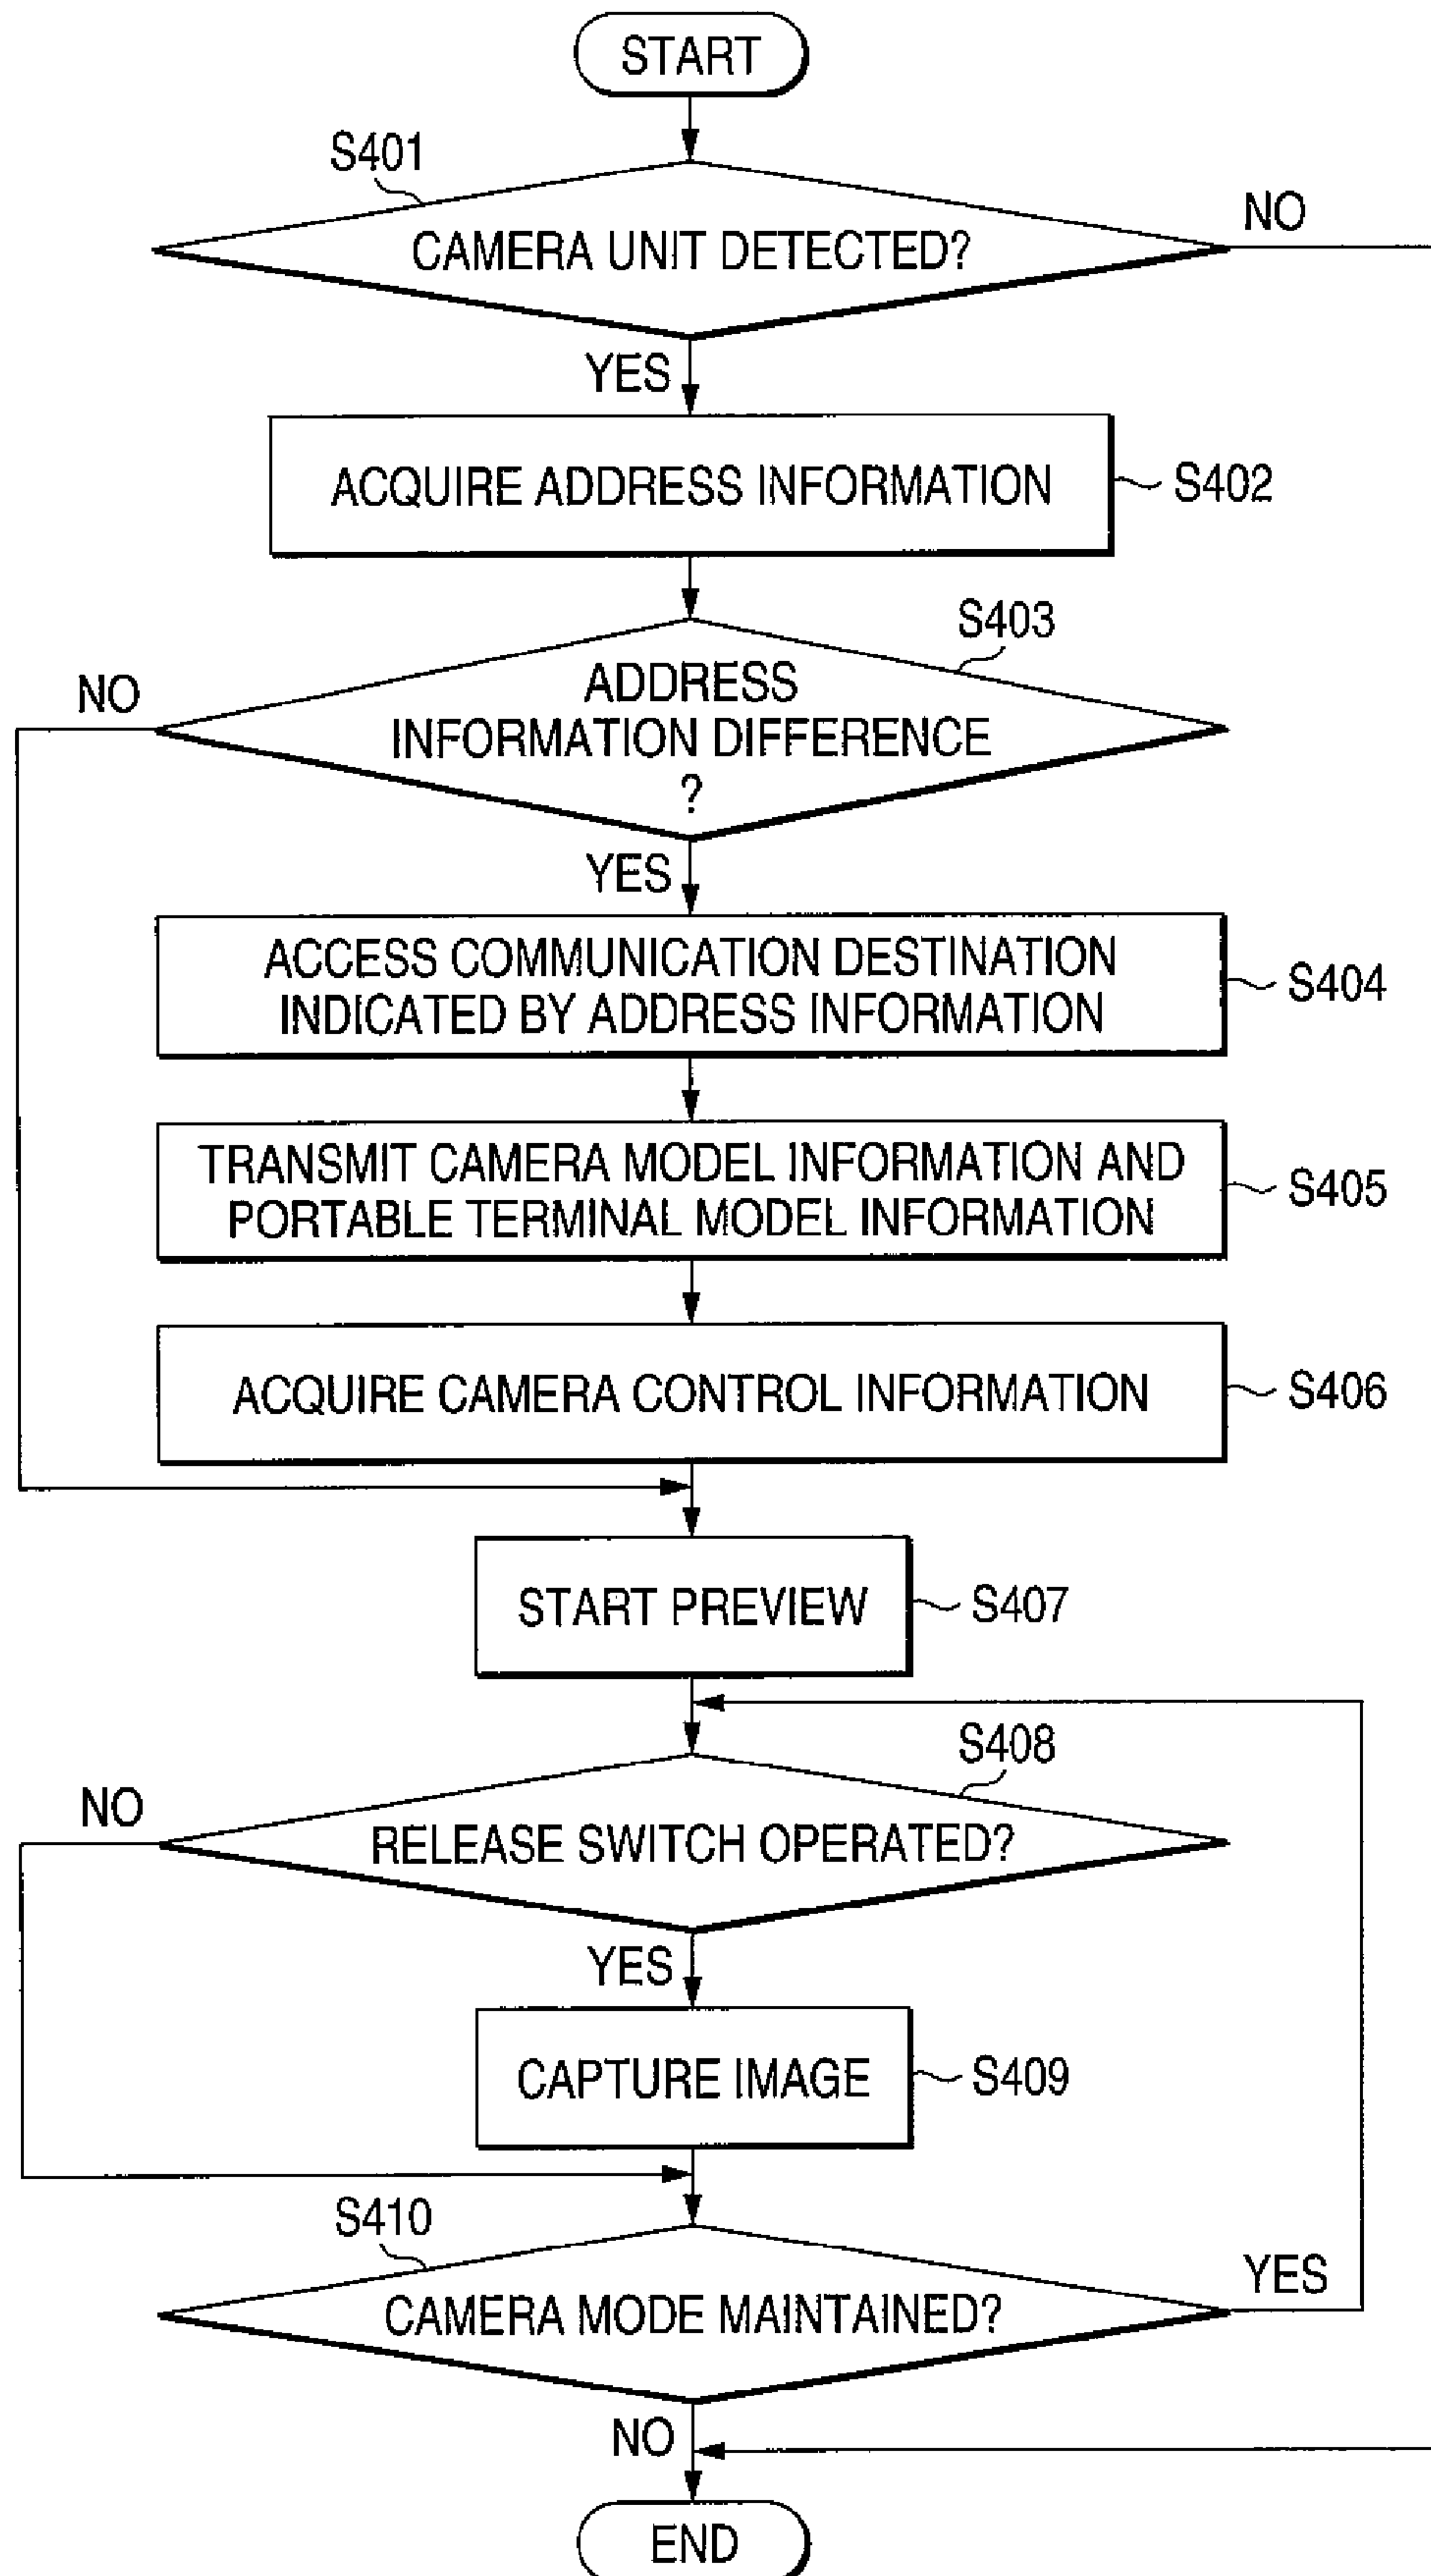 START
S401
NO
CAMERA UNIT DETECTED?
YES
ACQUIRE ADDRESS INFORMATION
S402
S403
NO
ADDRESS
INFORMATION DIFFERENCE
?
YES
ACCESS COMMUNICATION DESTINATION
INDICATED BY ADDRESS INFORMATION
S404
TRANSMIT CAMERA MODEL INFORMATION AND
PORTABLE TERMINAL MODEL INFORMATION
S405
ACQUIRE CAMERA CONTROL INFORMATION
S406
START PREVIEW
S407
S408
NO
RELEASE SWITCH OPERATED?
YES
CAPTURE IMAGE
S409
S410
YES
CAMERA MODE MAINTAINED?
NO
END